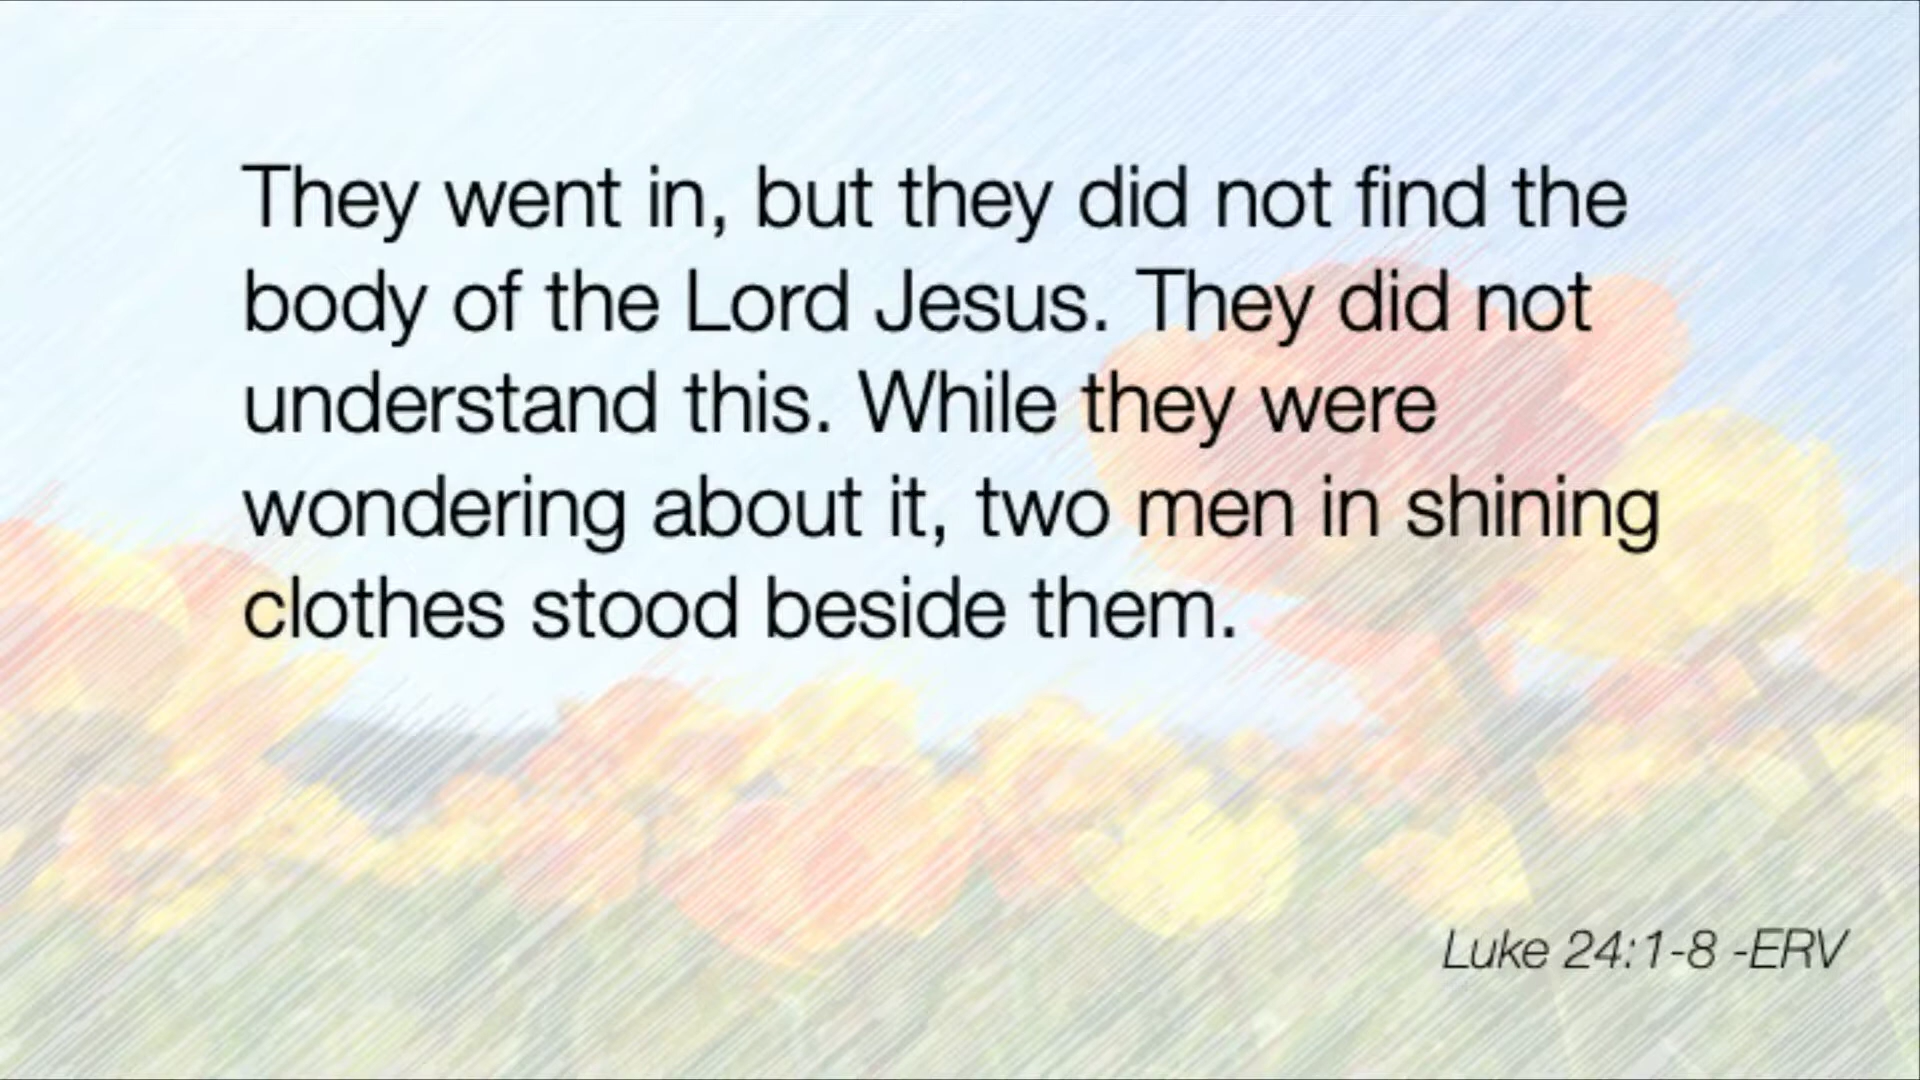 They went in, but they did not find the
body of the Lord Jesus. They did not
understand this. While they were
wondering about it, two men in shining
clothes stood beside them.
Luke 24:1-8 -ERV